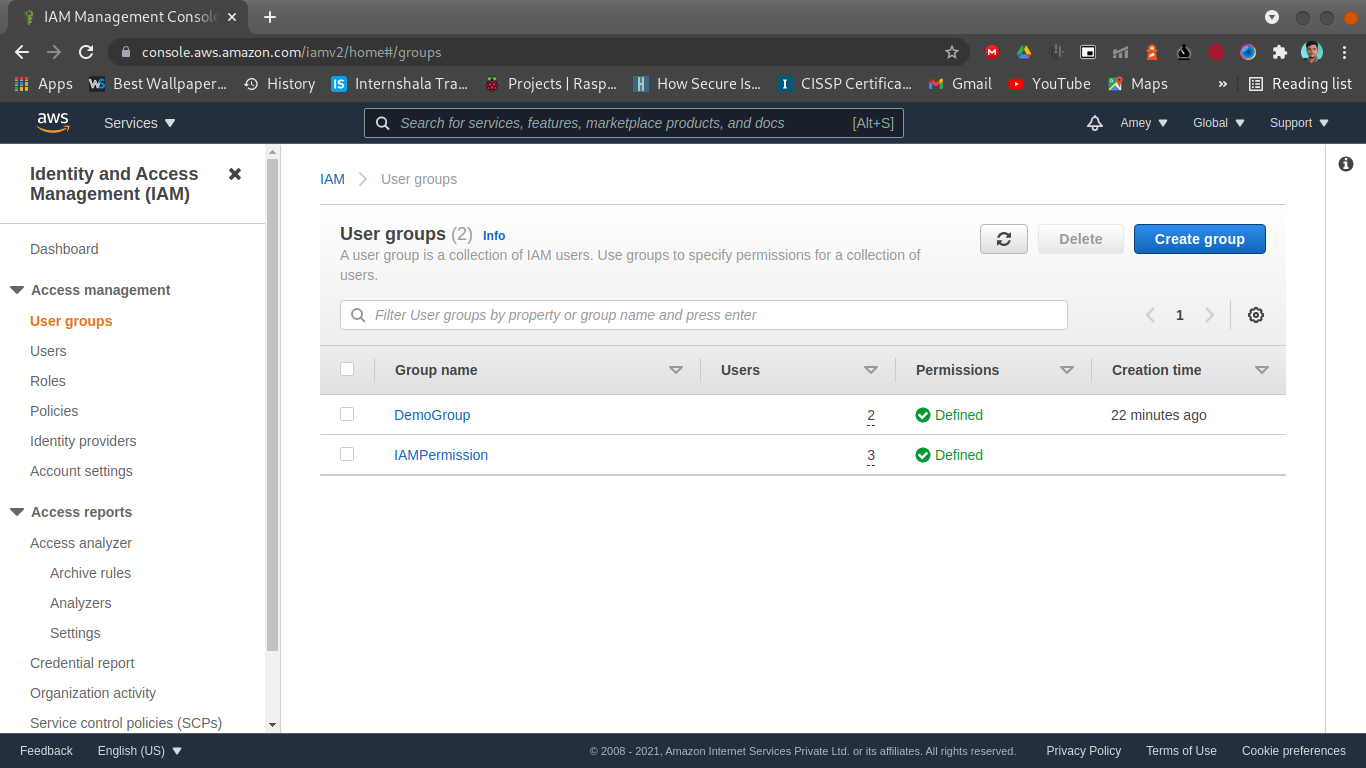 IAM Management Console
console.aws.amazon.com/iamv2/home#/groups
Apps
Best Wallpaper...
History
Internshala Tra...
Projects | Rasp...
How Secure Is...
CISSP Certifica...
Gmail
YouTube
Maps
»
Reading list
aws
Services
Search for services, features, marketplace products, and docs
[Alt+S]
Amey
Global
Support
Identity and Access
Management (IAM)
Dashboard
Access management
User groups
Users
Roles
Policies
Identity providers
Account settings
Access reports
Access analyzer
Archive rules
Analyzers
Settings
Credential report
Organization activity
Service control policies (SCPs)
IAM
User groups
User groups (2) Info
A user group is a collection of IAM users. Use groups to specify permissions for a collection of
users.
Delete
Create group
Filter User groups by property or group name and press enter
1
Group name
Users
Permissions
Creation time
DemoGroup
2
Defined
22 minutes ago
IAMPermission
3
Defined
Feedback
English (US)
© 2008 - 2021, Amazon Internet Services Private Ltd. or its affiliates. All rights reserved.
Privacy Policy
Terms of Use
Cookie preferences